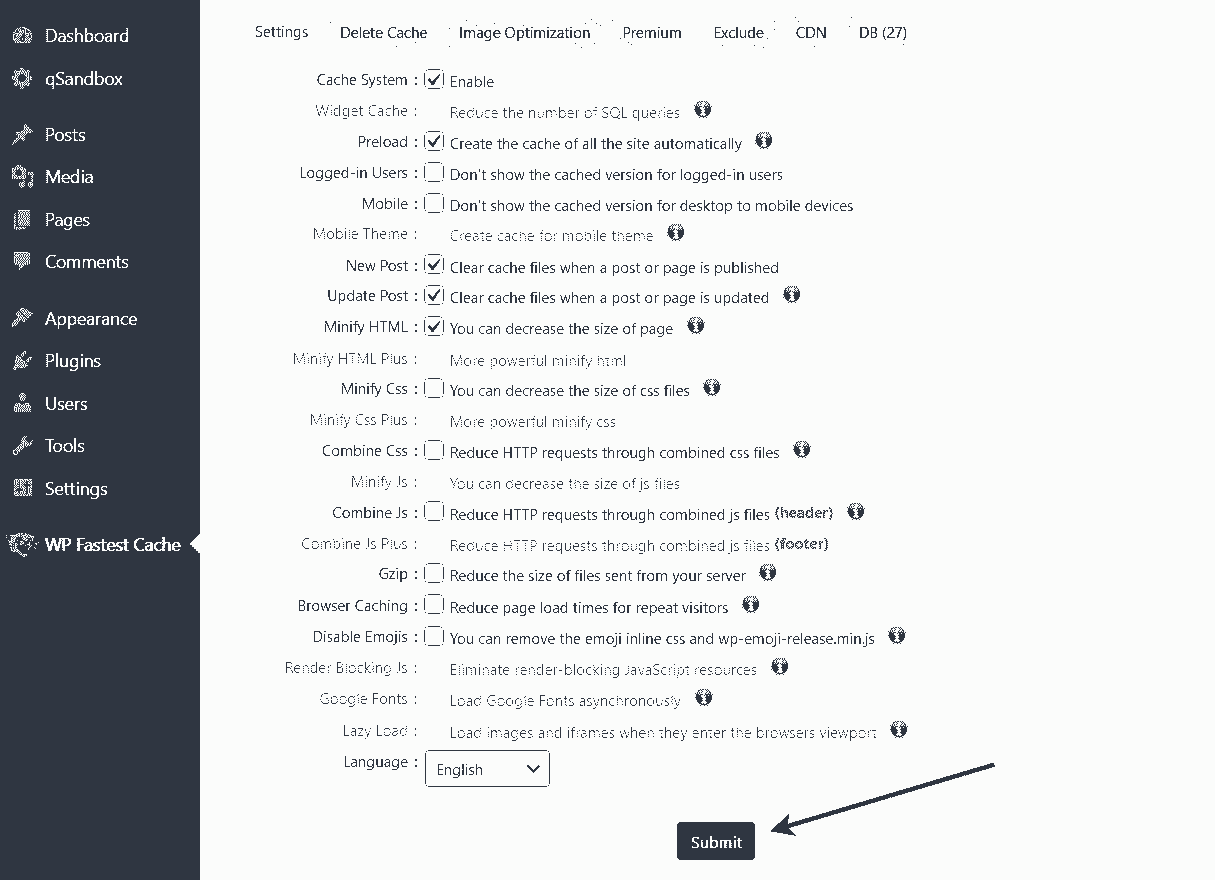 Dashboard
qSandbox
Posts
Media
Pages
Comments
Appearance
Plugins
Users
Tools
Settings
WP Fastest Cache
Settings Delete Cache Image Optimization Premium Exclude CDN DB (27)
Cache System : Enable
Widget Cache : Reduce the number of SQL queries
Preload : Create the cache of all the site automatically
Logged-in Users : Don't show the cached version for logged-in users
Mobile : Don't show the cached version for desktop to mobile devices
Mobile Theme : Create cache for mobile theme
New Post : Clear cache files when a post or page is published
Update Post : Clear cache files when a post or page is updated
Minify HTML : You can decrease the size of page
Minify HTML Plus : More powerful minify html
Minify Css : You can decrease the size of css files
Minify Css Plus : More powerful minify css
Combine Css : Reduce HTTP requests through combined css files
Minify Js : You can decrease the size of js files
Combine Js : Reduce HTTP requests through combined js files (header)
Combine Js Plus : Reduce HTTP requests through combined js files (footer)
Gzip : Reduce the size of files sent from your server
Browser Caching : Reduce page load times for repeat visitors
Disable Emojis : You can remove the emoji inline css and wp-emoji-release.min.js
Render Blocking Js : Eliminate render-blocking JavaScript resources
Google Fonts : Load Google Fonts asynchronously
Lazy Load : Load images and iframes when they enter the browsers viewport
Language : English
Submit